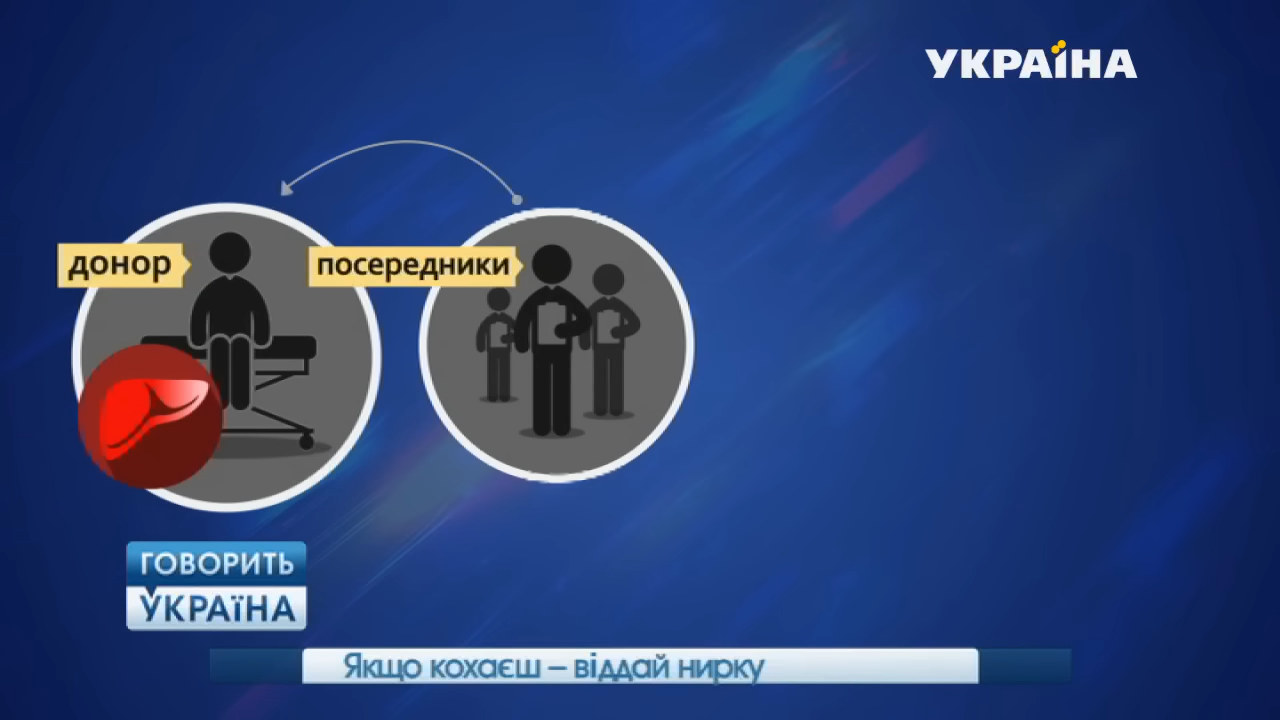 УКРАЇНА
донор
посередники
ГОВОРИТЬ
УКРАЇНА
Якщо кохаєш – віддай нирку